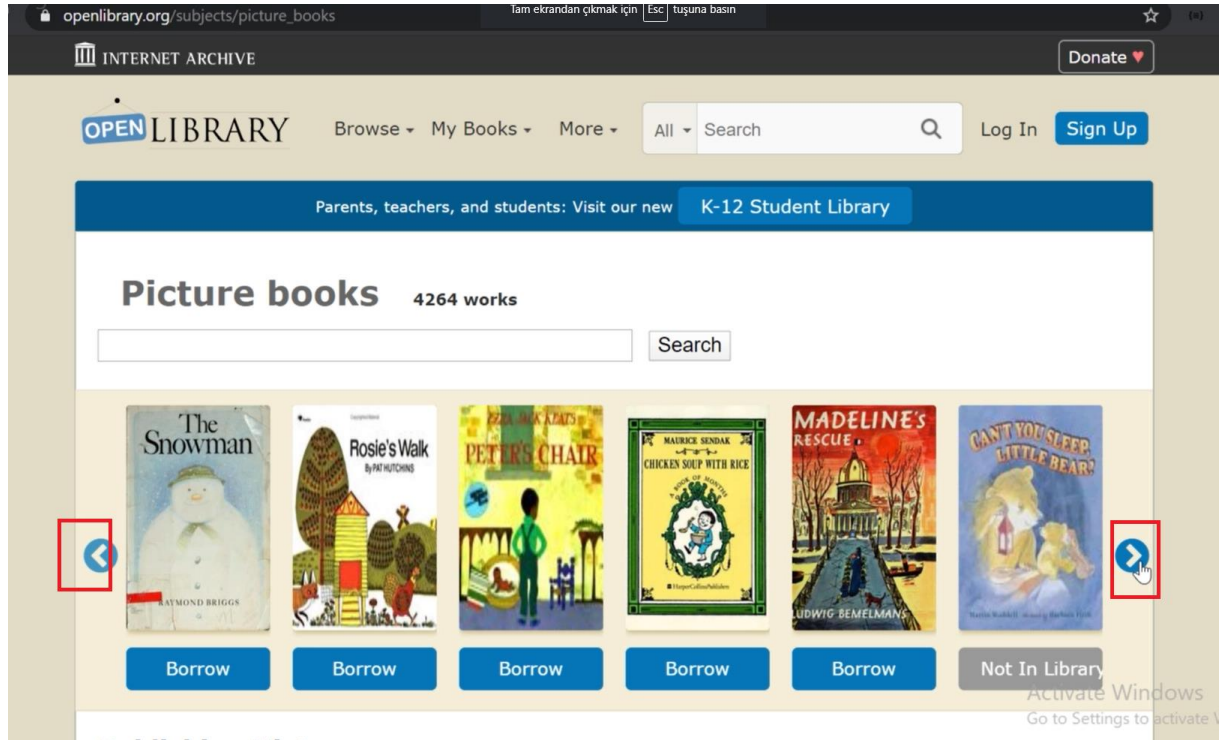 openlibrary.org/subjects/picture_books
Tam ekrandan çıkmak için Esc tuşuna basın
INTERNET ARCHIVE
Donate ♥
OPEN LIBRARY
Browse My Books More All Search Log In Sign Up
Parents, teachers, and students: Visit our new K-12 Student Library
Picture books 4264 works
Search
The
Snowman
RAYMOND BRIGGS
Rosie's Walk
By PAT HUTCHINS
EZRA JACK KEATS
PETER'S CHAIR
MAURICE SENDAK
CHICKEN SOUP WITH RICE
A BOOK OF MONTHS
HarperCollinsPublishers
MADELINE'S
RESCUE
LUDWIG BEMELMANS
CAN'T YOU SLEEP,
LITTLE BEAR?
Borrow Borrow Borrow Borrow Borrow Not In Library
Activate Windows
Go to Settings to activate